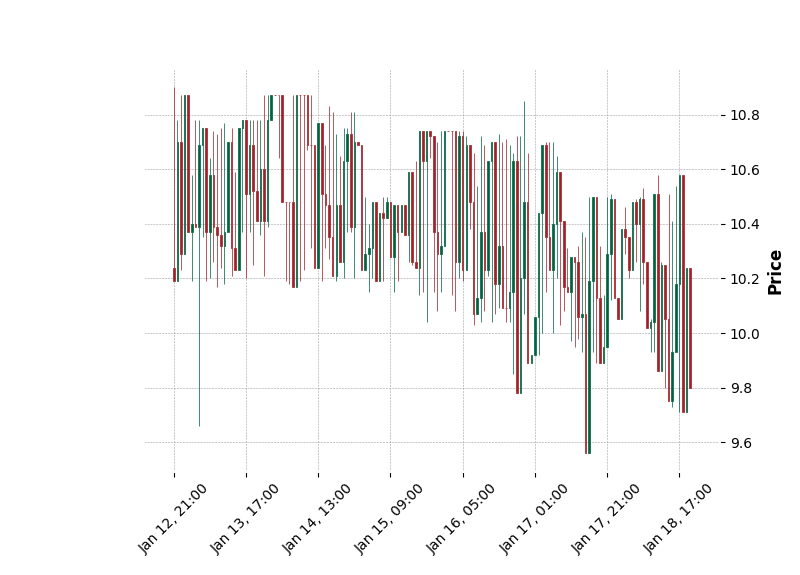 10.8
10.6
10.4
10.2
10.0
9.8
9.6
Price
Jan 12, 21:00
Jan 13, 17:00
Jan 14, 13:00
Jan 15, 09:00
Jan 16, 05:00
Jan 17, 01:00
Jan 17, 21:00
Jan 18, 17:00